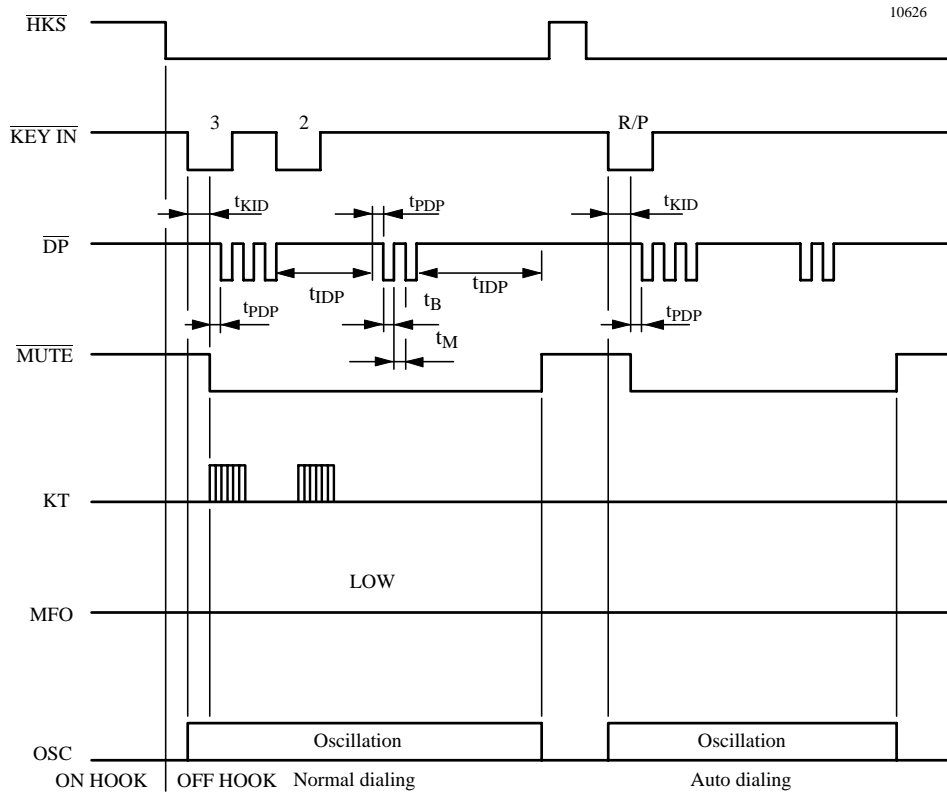 10626
HKS
3 2 R/P
KEY IN
tKID tPDP tKID
DP
tPDP tIDP tB tIDP tPDP
tM
MUTE
KT
LOW
MFO
Oscillation Oscillation
OSC
ON HOOK OFF HOOK Normal dialing Auto dialing